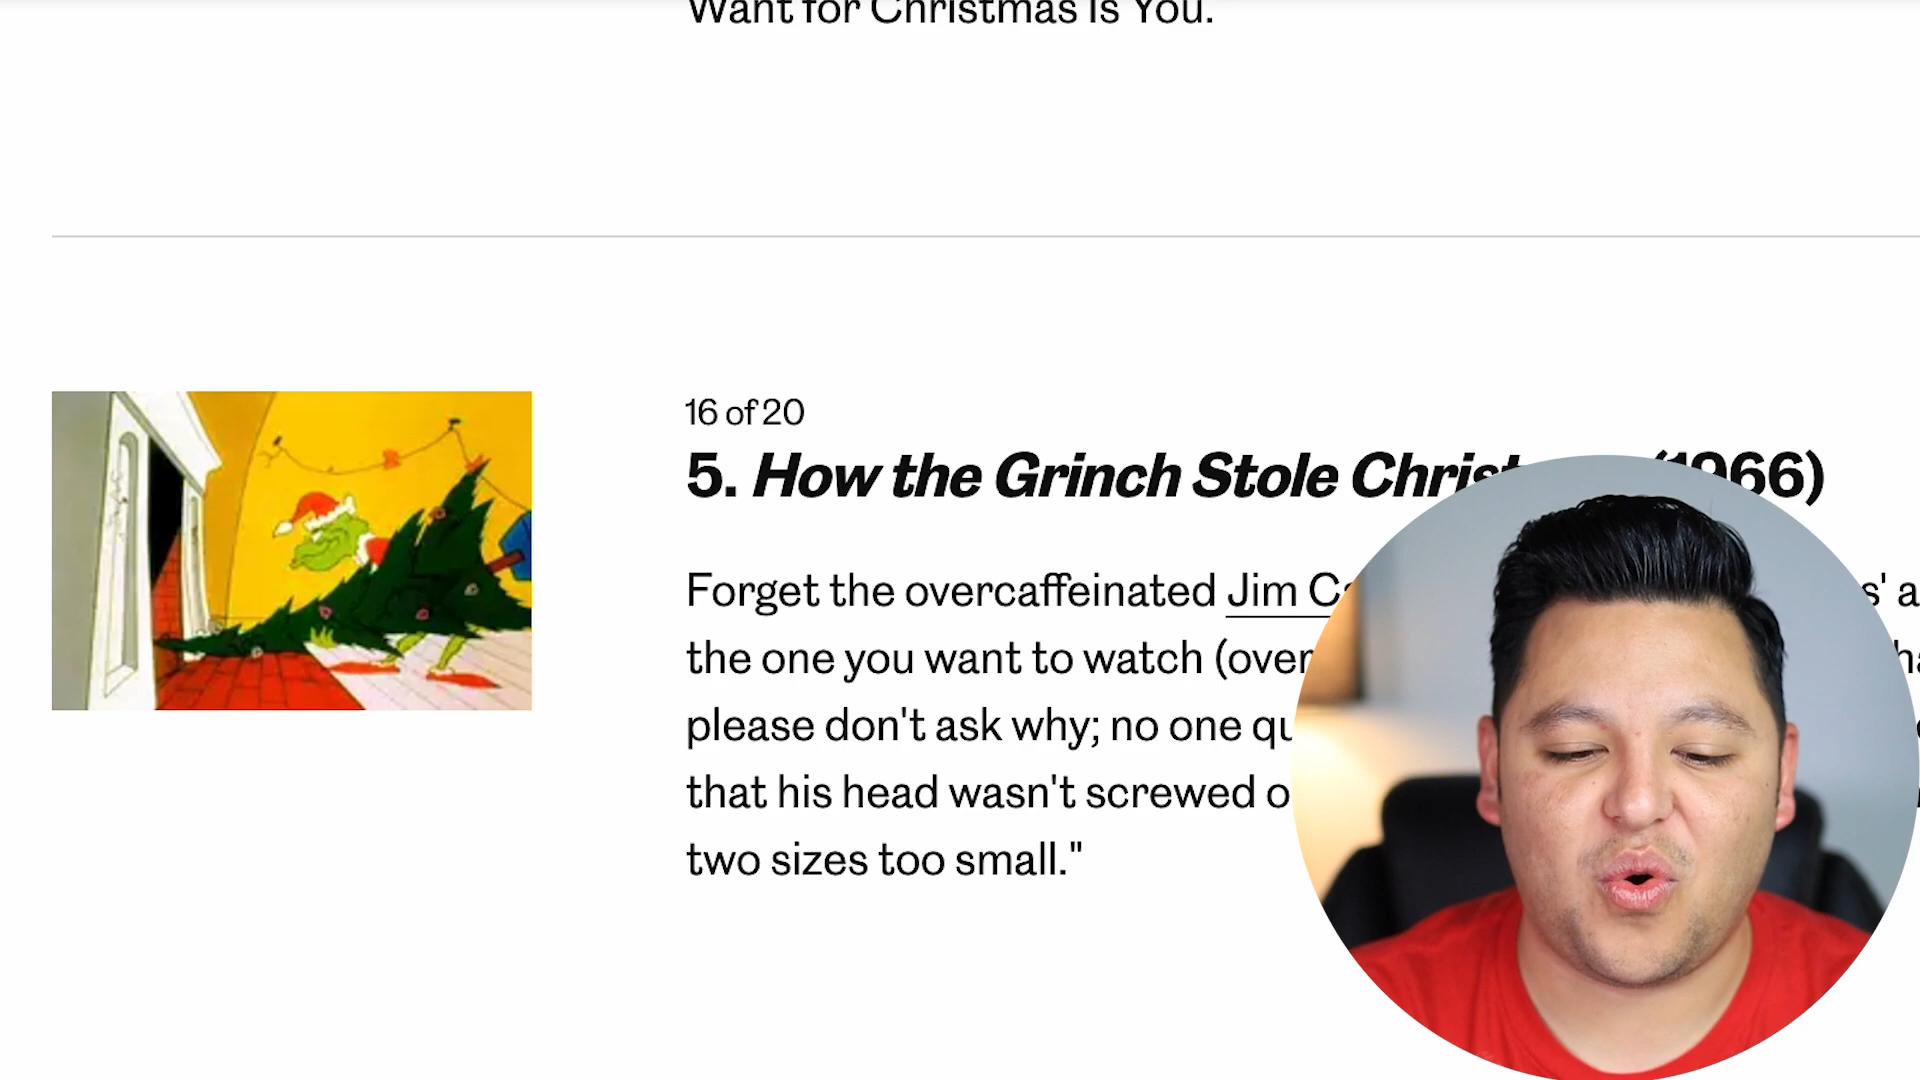 Want for Christmas Is You.
16 of 20
5. How the Grinch Stole (1966)
Forget the overcaffeinated Jim
the one you want to watch (over
please don't ask why; no one
that his head wasn't screwed
two sizes too small."